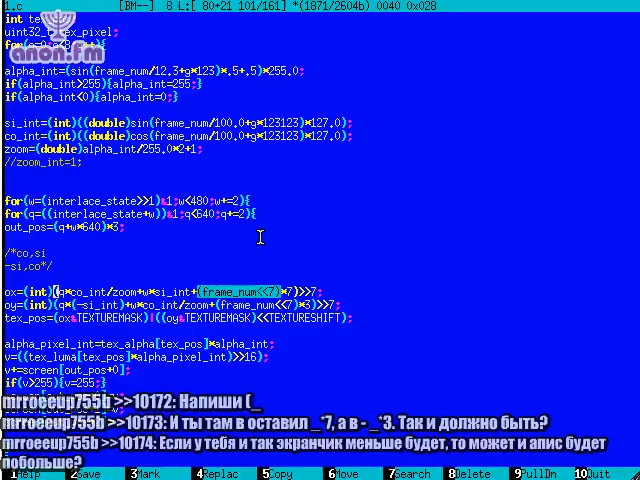 1.c [BM--] 8 L:[ 80+21 101/161] *(1871/2604b) 0040 0x028
int te
uint32_t tex_pixel;
anon.fm
alpha_int=(sin(frame_num/12.3+g*123)*.5+.5)*255.0;
if(alpha_int>255){alpha_int=255;}
if(alpha_int<0){alpha_int=0;}
si_int=(int)((double)sin(frame_num/100.0+g*123123)*127.0);
co_int=(int)((double)cos(frame_num/100.0+g*123123)*127.0);
zoom=(double)alpha_int/255.0*2+1;
//zoom_int=1;
for(w=(interlace_state>>1)&1;w<480;w+=2){
for(q=((interlace_state+w))&1;q<640;q+=2){
out_pos=(q+w*640)*3;
/*co,si
-si,co*/
ox=(int)(q*co_int/zoom+w*si_int+(frame_num<<7)*7)>>7;
oy=(int)(q*(-si_int)+w*co_int/zoom+(frame_num<<7)*3)>>7;
tex_pos=(ox&TEXTUREMASK)|((oy&TEXTUREMASK)<<TEXTURESHIFT);
alpha_pixel_int=tex_alpha[tex_pos]*alpha_int;
v=((tex_luma[tex_pos]*alpha_pixel_int)>>16);
v+=screen[out_pos+0];
if(v>255){v=255;}
mrroeeup755b >>10172: Напиши (_
mrroeeup755b >>10173: И ты там в оставил _*7, а в - _*3. Так и должно быть?
mrroeeup755b >>10174: Если у тебя и так экранчик меньше будет, то может и апис будет
побольше?
1Help 2Save 3Mark 4Replac 5Copy 6Move 7Search 8Delete 9PullDn 10Quit